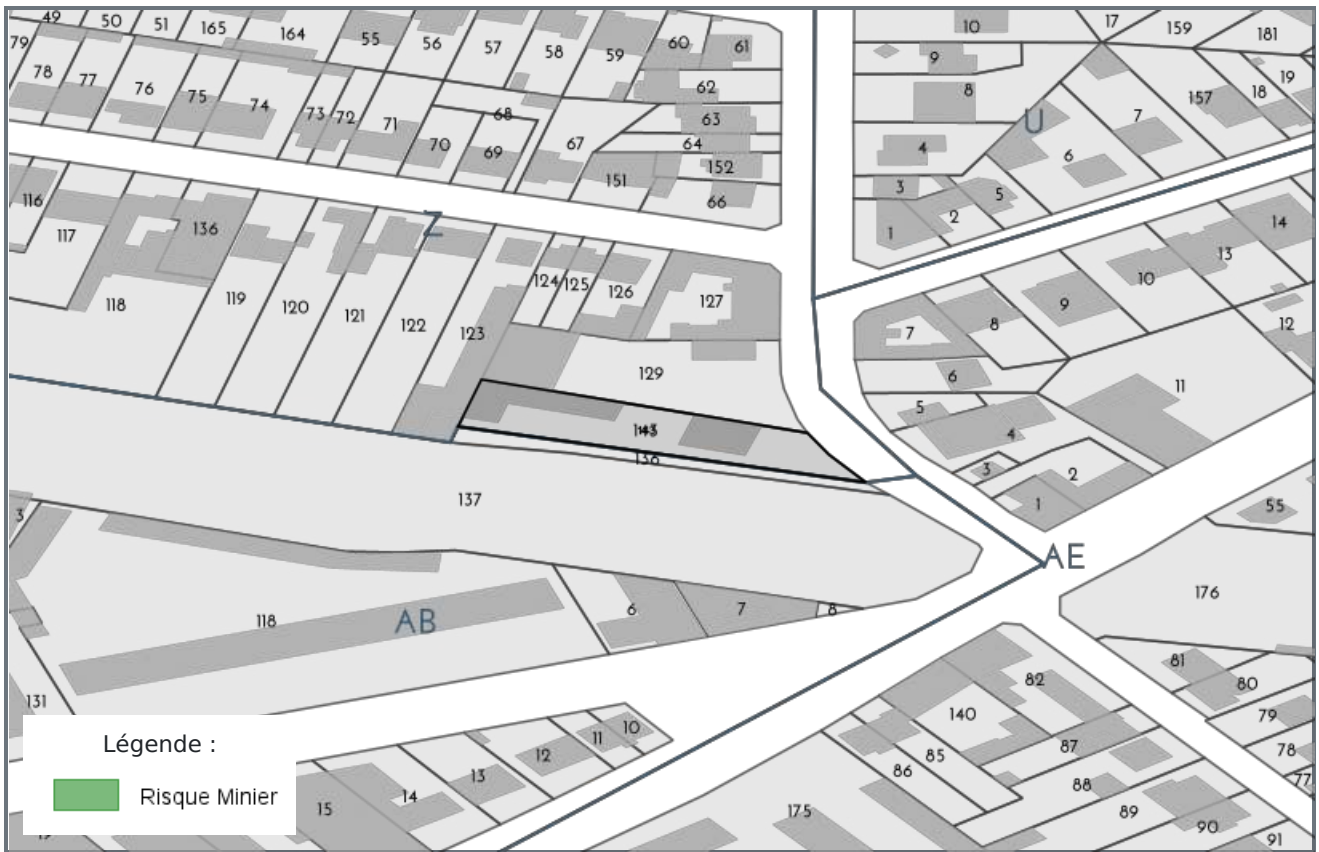 49 50 51 165 164 55 56 57 58 59 60 61 10 17 159 181
79 78 77 76 75 74 73 72 71 70 68 69 67 62 63 64 152 151 66
9 8 4 3 1 2 5 U 6 7 157 18 19
116 117 118 136 119 120 121 122 Z 123 124 125 126 127
129
10 13 14 9 8 7 12
6 5 4 3 2 1 11
136
137
3 118 AB 6 7 8 AE 55 176
131
81 80 79 78 77
82 140 85 86 87 88 89 90 91
175
10 11 12 13 14 15
Légende :
Risque Minier